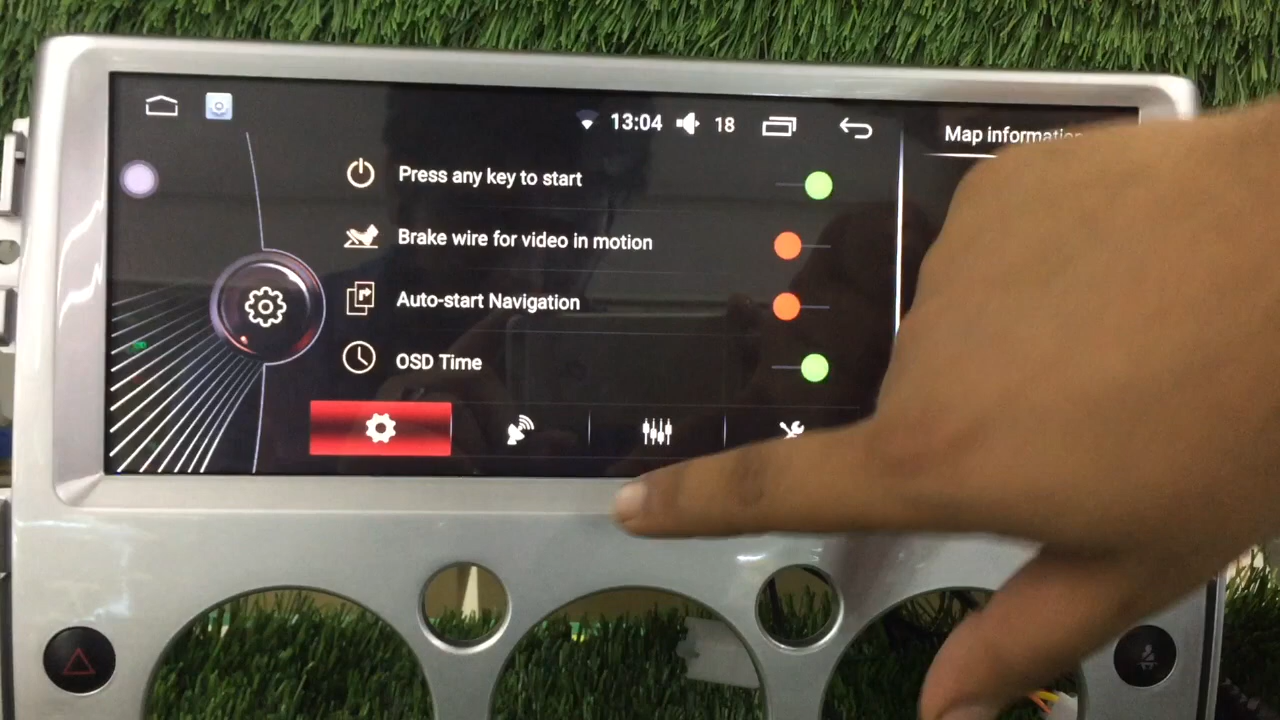 13:04 18
Map information
Press any key to start
Brake wire for video in motion
Auto-start Navigation
OSD Time